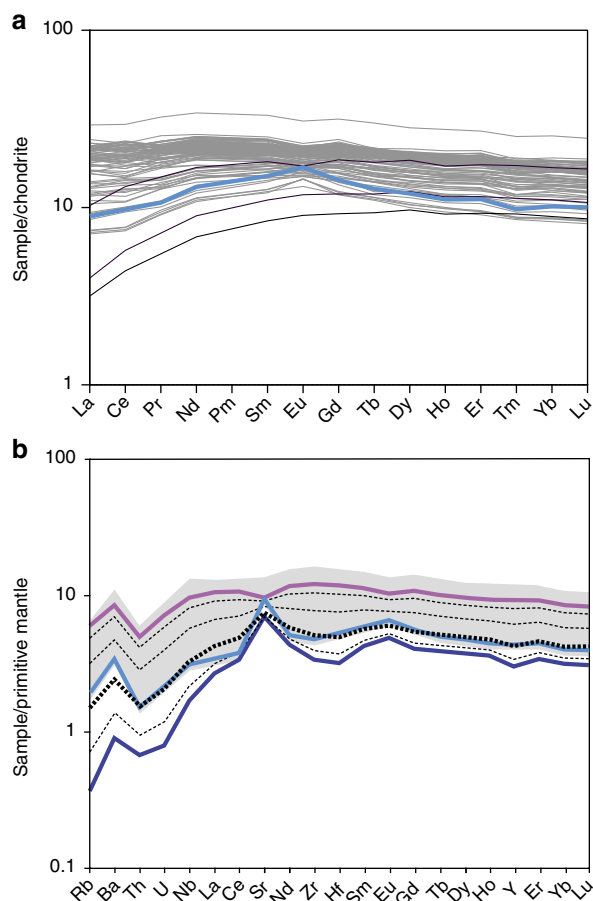 a
100
10
1
Sample/chondrite
La Ce Pr Nd Pm Sm Eu Gd Tb Dy Ho Er Tm Yb Lu
b
100
10
1
0.1
Sample/primitive mantle
Rb Ba Th U Nb La Ce Sr Nd Zr Hf Sm Eu Gd Tb Dy Ho Y Er Yb Lu